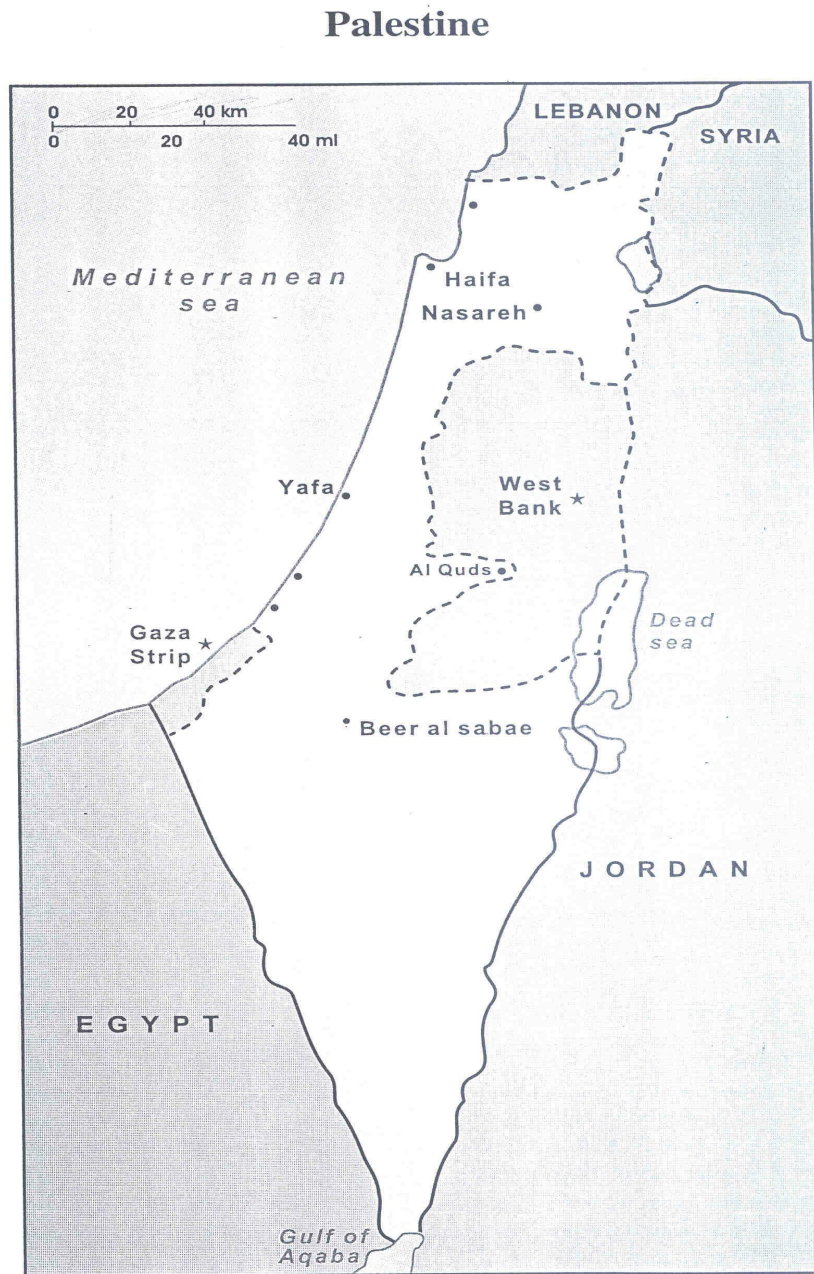 Palestine
0 20 40 km
0 20 40 ml
LEBANON
SYRIA
Mediterranean
sea
Haifa
Nasareh
Yafa
West
Bank
Al Quds
Gaza
Strip
Dead
sea
Beer al sabae
JORDAN
EGYPT
Gulf of
Aqaba